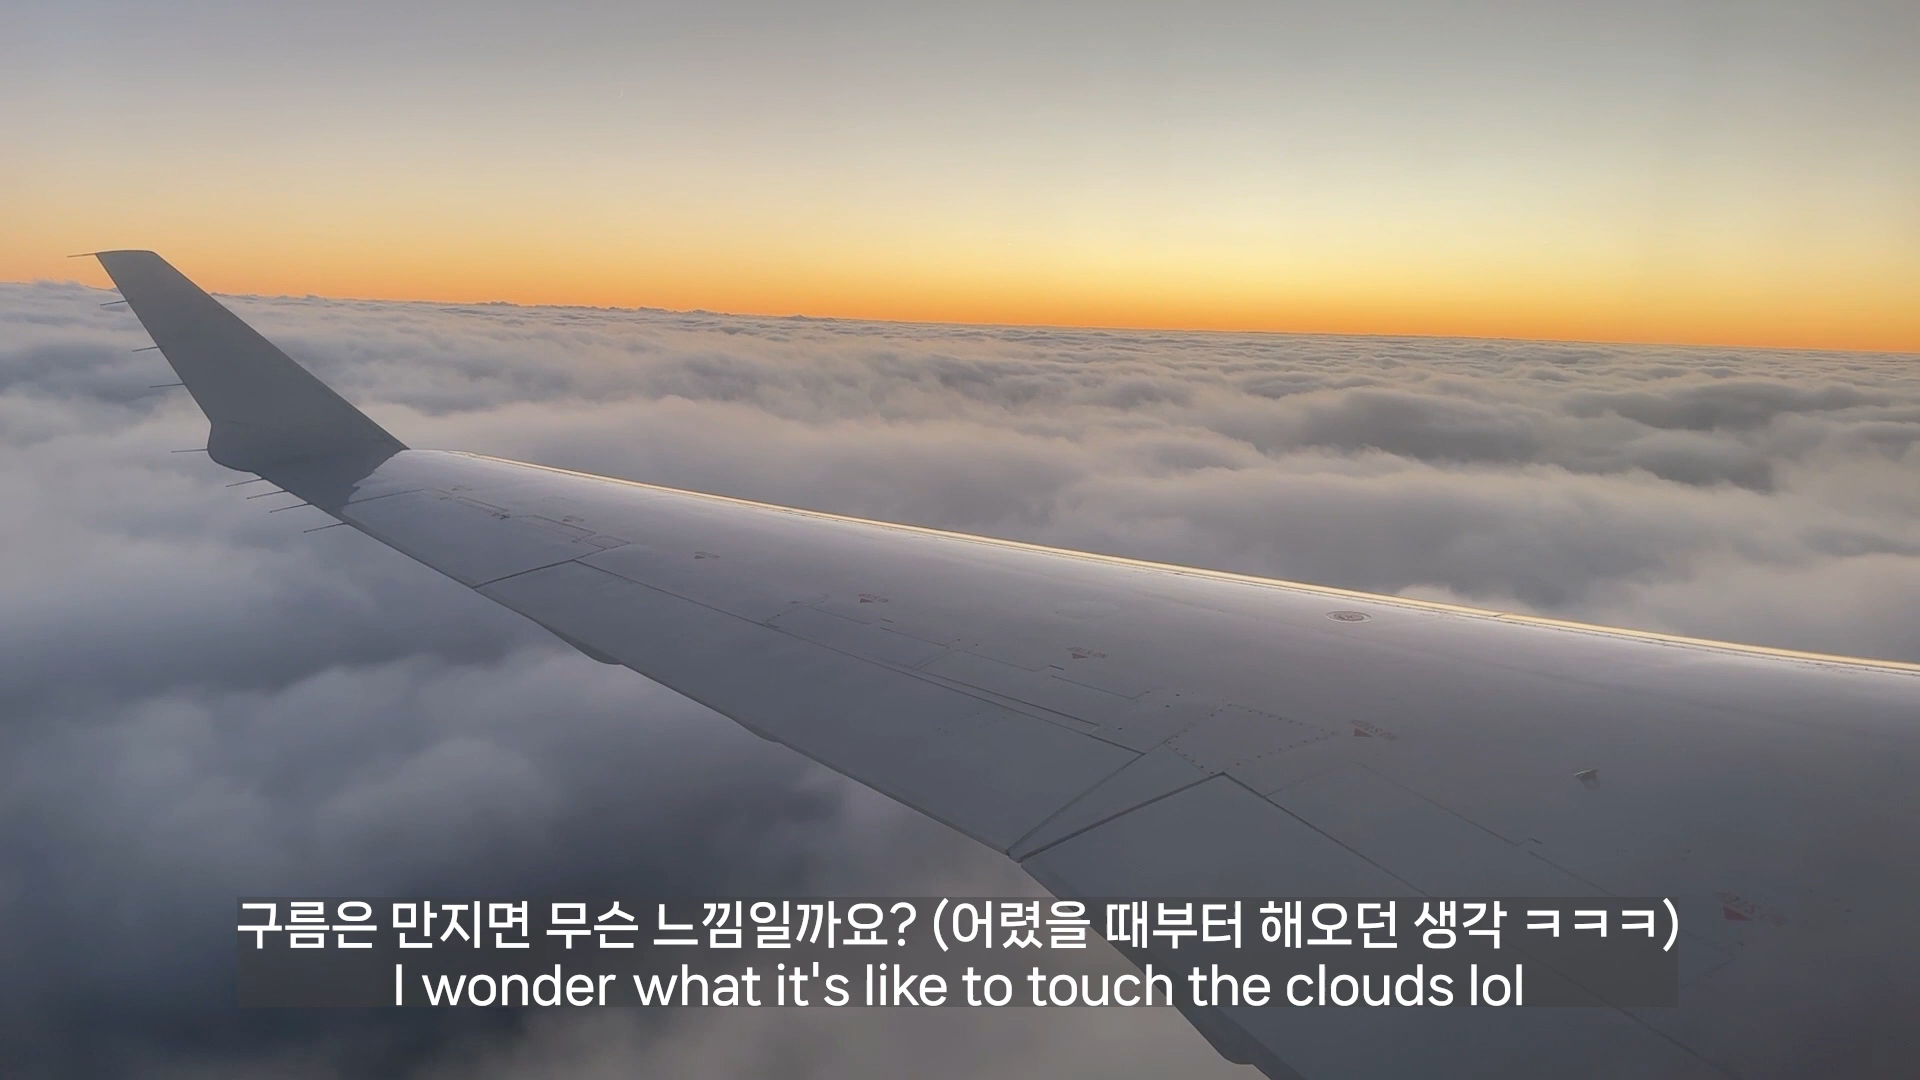 구름은 만지면 무슨 느낌일까요? (어렸을 때부터 해오던 생각 ㅋㅋㅋ)
I wonder what it's like to touch the clouds lol